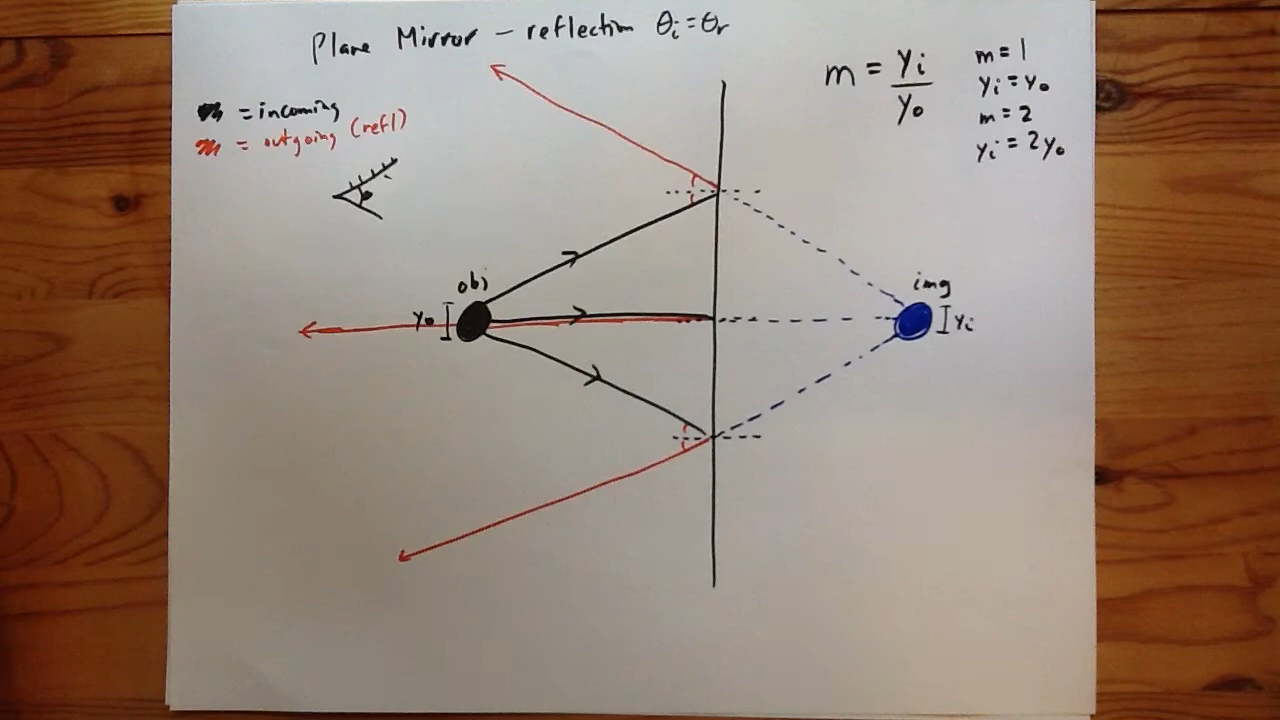 Plane Mirror - reflection θi=θr
= incoming
= outgoing (refl)
m = yi/yo
m = 1
yi = yo
m = 2
yi = 2yo
obj
img
yo
yi